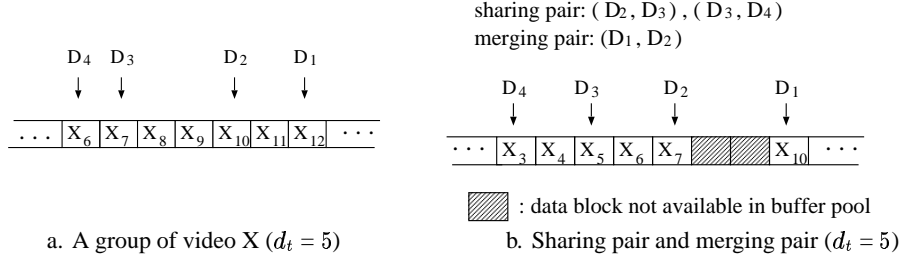 sharing pair: (D2, D3), (D3, D4)
merging pair: (D1, D2)
D4 D3 D2 D1
... X6 X7 X8 X9 X10 X11 X12 ...
D4 D3 D2 D1
... X3 X4 X5 X6 X7 X10 ...
: data block not available in buffer pool
a. A group of video X (dt = 5)
b. Sharing pair and merging pair (dt = 5)